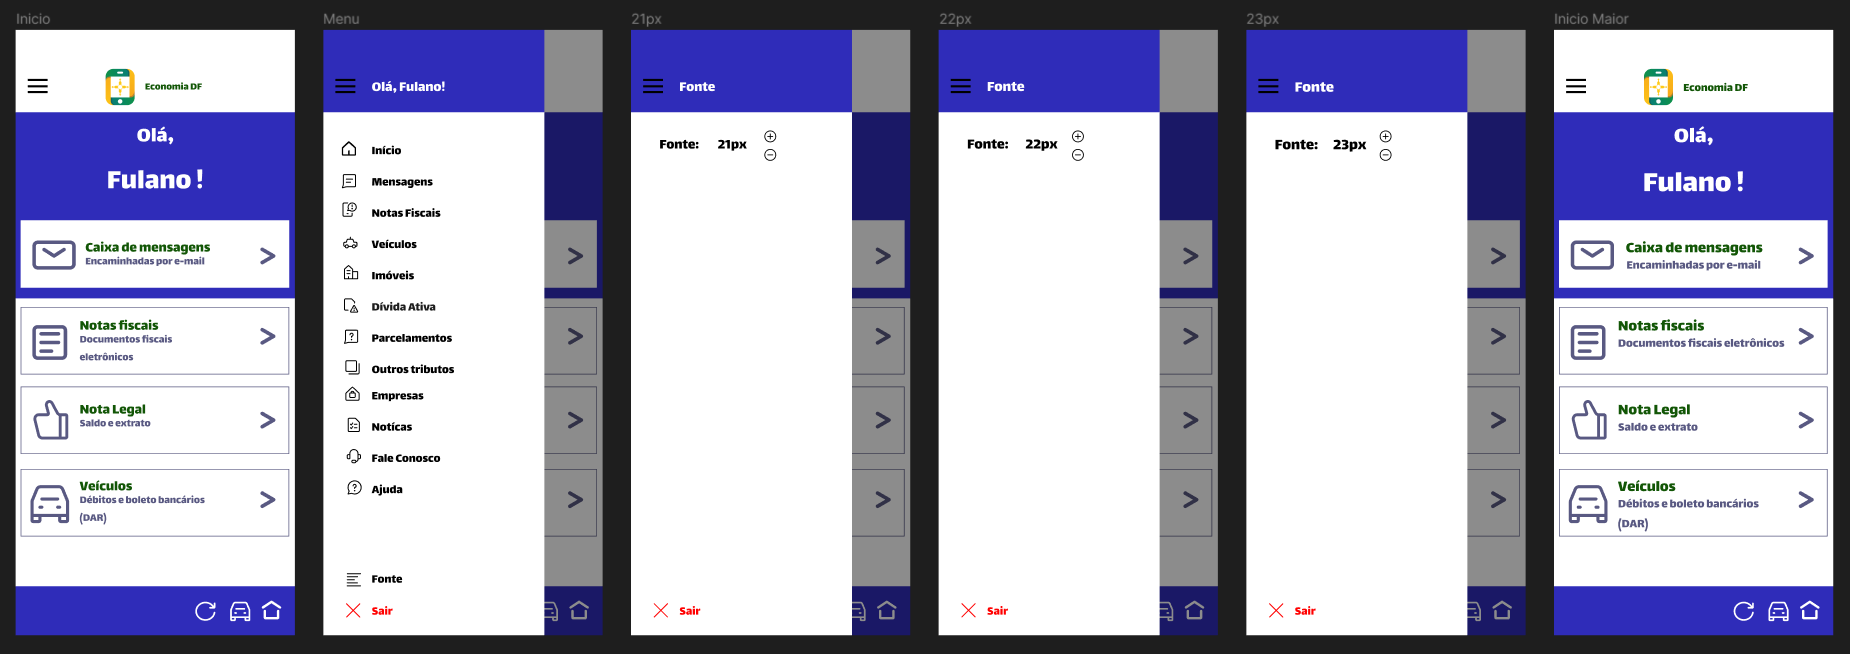 Inicio
Economia DF
Olá,
Fulano !
Caixa de mensagens
Encaminhadas por e-mail
Notas fiscais
Documentos fiscais
eletrônicos
Nota Legal
Saldo e extrato
Veículos
Débitos e boleto bancários
(DAR)
Menu
Olá, Fulano!
Início
Mensagens
Notas Fiscais
Veículos
Imóveis
Dívida Ativa
Parcelamentos
Outros tributos
Empresas
Notícas
Fale Conosco
Ajuda
Fonte
Sair
21px
Fonte
Fonte: 21px
Sair
22px
Fonte
Fonte: 22px
Sair
23px
Fonte
Fonte: 23px
Sair
Inicio Maior
Economia DF
Olá,
Fulano !
Caixa de mensagens
Encaminhadas por e-mail
Notas fiscais
Documentos fiscais eletrônicos
Nota Legal
Saldo e extrato
Veículos
Débitos e boleto bancários
(DAR)